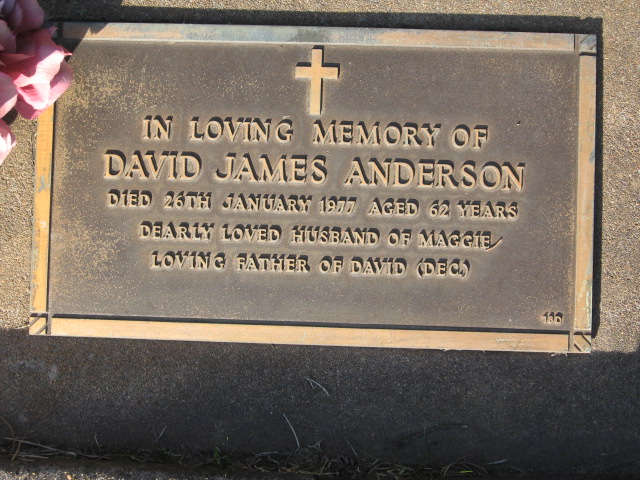 IN LOVING MEMORY OF
DAVID JAMES ANDERSON
DIED 26TH JANUARY 1977 AGED 62 YEARS
DEARLY LOVED HUSBAND OF MAGGIE
LOVING FATHER OF DAVID (DEC.)